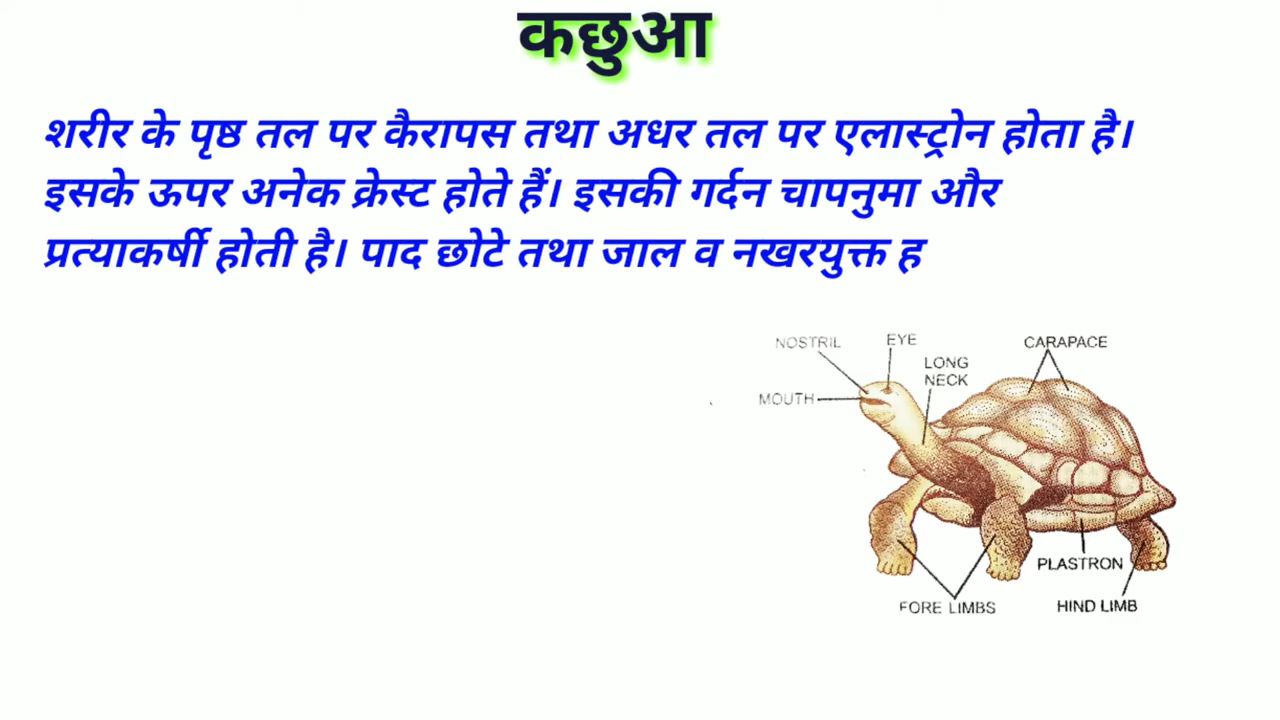 कछुआ
शरीर के पृष्ठ तल पर कैरापस तथा अधर तल पर एलास्ट्रोन होता है।
इसके ऊपर अनेक क्रेस्ट होते हैं। इसकी गर्दन चापनुमा और
प्रत्याकर्षी होती है। पाद छोटे तथा जाल व नखरयुक्त ह
NOSTRIL
EYE
CARAPACE
LONG
NECK
MOUTH
PLASTRON
FORE LIMBS
HIND LIMB